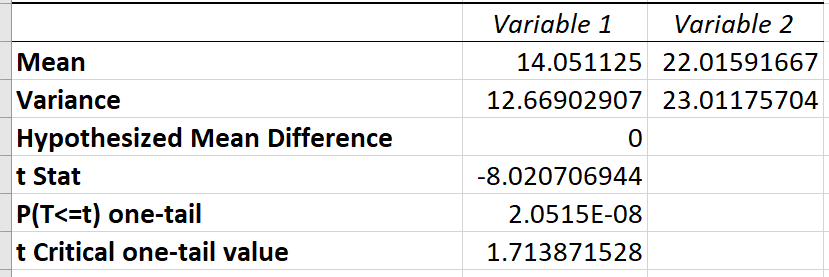 Variable 1 Variable 2
Mean 14.051125 22.01591667
Variance 12.66902907 23.01175704
Hypothesized Mean Difference 0
t Stat -8.020706944
P(T<=t) one-tail 2.0515E-08
t Critical one-tail value 1.713871528